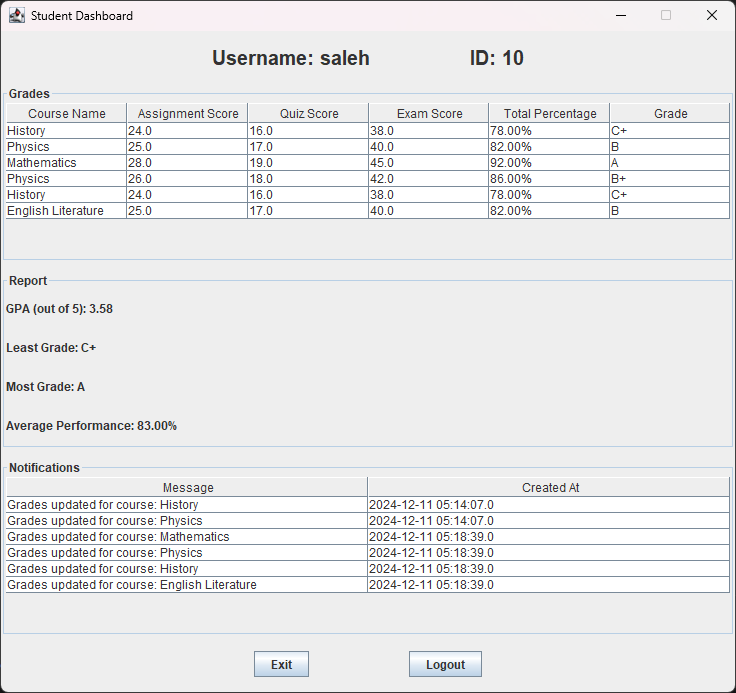 Student Dashboard
Username: saleh ID: 10
Grades
Course Name Assignment Score Quiz Score Exam Score Total Percentage Grade
History 24.0 16.0 38.0 78.00% C+
Physics 25.0 17.0 40.0 82.00% B
Mathematics 28.0 19.0 45.0 92.00% A
Physics 26.0 18.0 42.0 86.00% B+
History 24.0 16.0 38.0 78.00% C+
English Literature 25.0 17.0 40.0 82.00% B
Report
GPA (out of 5): 3.58
Least Grade: C+
Most Grade: A
Average Performance: 83.00%
Notifications
Message Created At
Grades updated for course: History 2024-12-11 05:14:07.0
Grades updated for course: Physics 2024-12-11 05:14:07.0
Grades updated for course: Mathematics 2024-12-11 05:18:39.0
Grades updated for course: Physics 2024-12-11 05:18:39.0
Grades updated for course: History 2024-12-11 05:18:39.0
Grades updated for course: English Literature 2024-12-11 05:18:39.0
Exit Logout